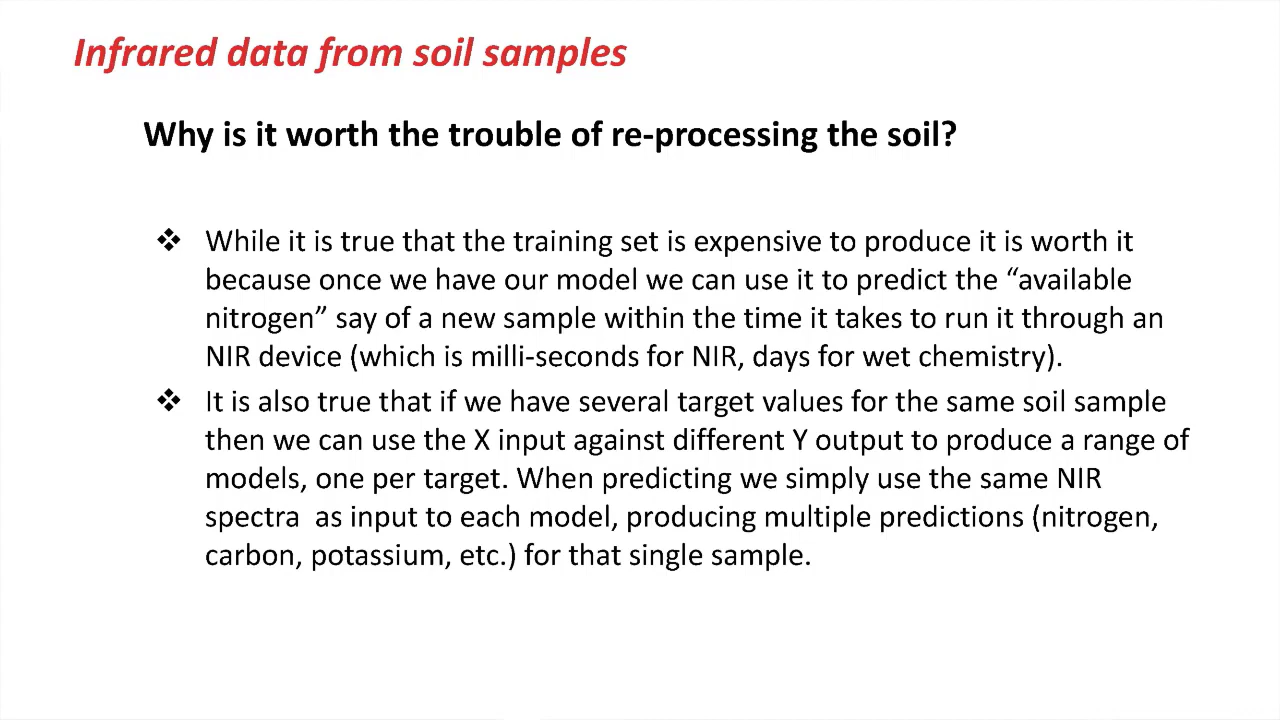 Infrared data from soil samples
Why is it worth the trouble of re-processing the soil?
❖ While it is true that the training set is expensive to produce it is worth it
because once we have our model we can use it to predict the “available
nitrogen” say of a new sample within the time it takes to run it through an
NIR device (which is milli-seconds for NIR, days for wet chemistry).
❖ It is also true that if we have several target values for the same soil sample
then we can use the X input against different Y output to produce a range of
models, one per target. When predicting we simply use the same NIR
spectra  as input to each model, producing multiple predictions (nitrogen,
carbon, potassium, etc.) for that single sample.